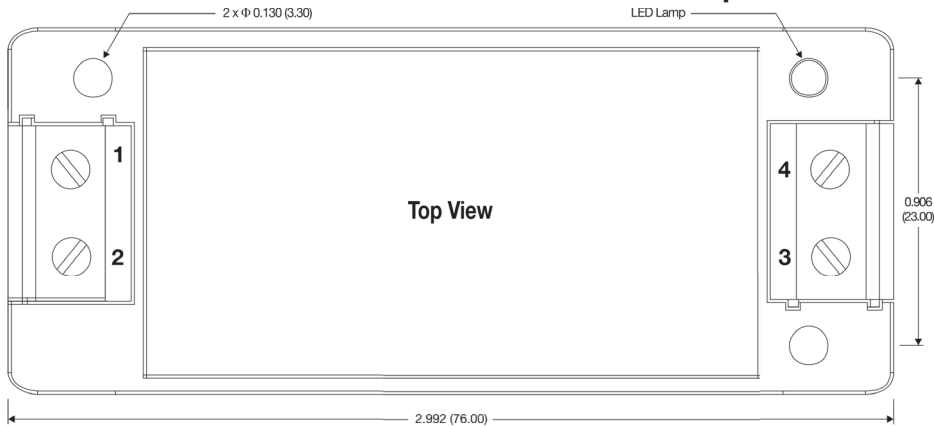 2 x Φ 0.130 (3.30)
LED Lamp
1
4
Top View
0.906
(23.00)
2
3
2.992 (76.00)